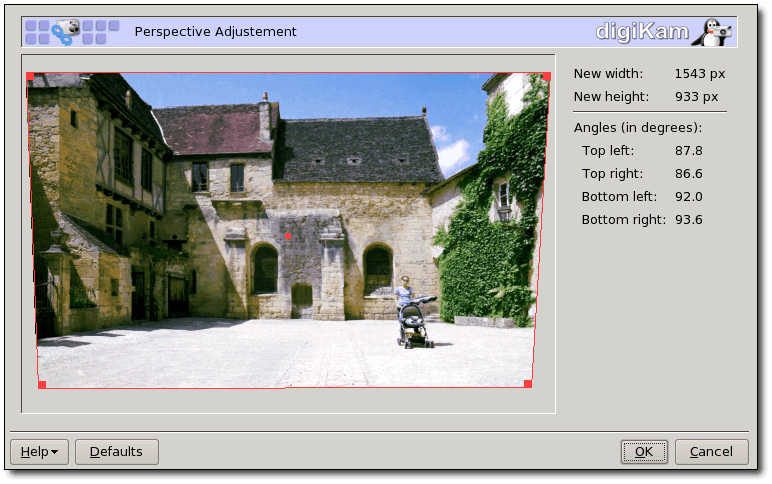 Perspective Adjustement
digiKam
New width: 1543 px
New height: 933 px
Angles (in degrees):
Top left: 87.8
Top right: 86.6
Bottom left: 92.0
Bottom right: 93.6
Help
Defaults
OK
Cancel